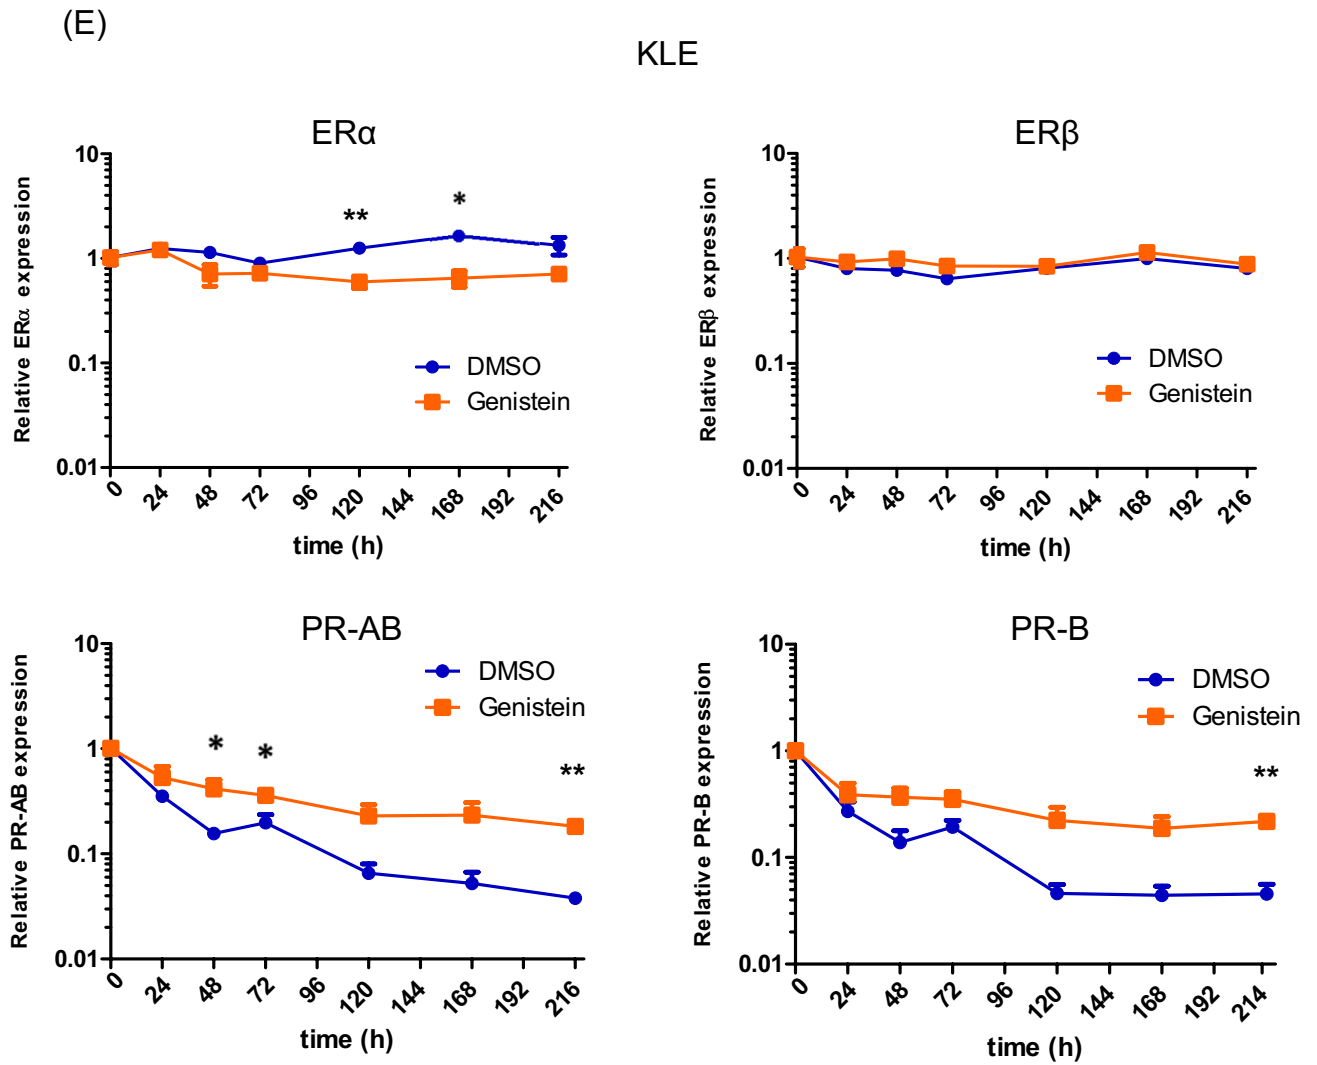 (E)
KLE
ERα
10
1
0.1
0.01
Relative ERα expression
**
*
DMSO
Genistein
0 24 48 72 96 120 144 168 192 216
time (h)
ERβ
10
1
0.1
0.01
Relative ERβ expression
DMSO
Genistein
0 24 48 72 96 120 144 168 192 216
time (h)
PR-AB
10
1
0.1
0.01
Relative PR-AB expression
DMSO
Genistein
* * **
0 24 48 72 96 120 144 168 192 216
time (h)
PR-B
10
1
0.1
0.01
Relative PR-B expression
DMSO
Genistein
**
0 24 48 72 96 120 144 168 192 214
time (h)